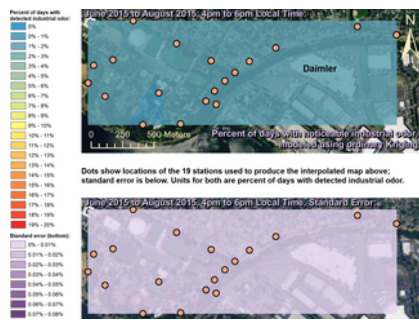 Percent of days with
detected industrial odor:
0%
0% - 1%
1% - 2%
2% - 3%
3% - 4%
4% - 5%
5% - 6%
6% - 7%
7% - 8%
8% - 9%
9% - 10%
10% - 11%
11% - 12%
12% - 13%
13% - 14%
14% - 15%
15% - 16%
16% - 17%
17% - 18%
18% - 19%
19% - 20%
Standard error (bottom):
0% - 0.01%
0.01% - 0.02%
0.02% - 0.03%
0.03% - 0.04%
0.04% - 0.05%
0.05% - 0.06%
0.06% - 0.07%
0.07% - 0.08%
June 2015 to August 2015, 4pm to 6pm Local Time:
Daimler
0 250 500 Meters
Percent of days with noticeable industrial odor,
modeled using ordinary Kriging
Dots show locations of the 19 stations used to produce the interpolated map above;
standard error is below. Units for both are percent of days with detected industrial odor.
June 2015 to August 2015, 4pm to 6pm Local Time, Standard Error: